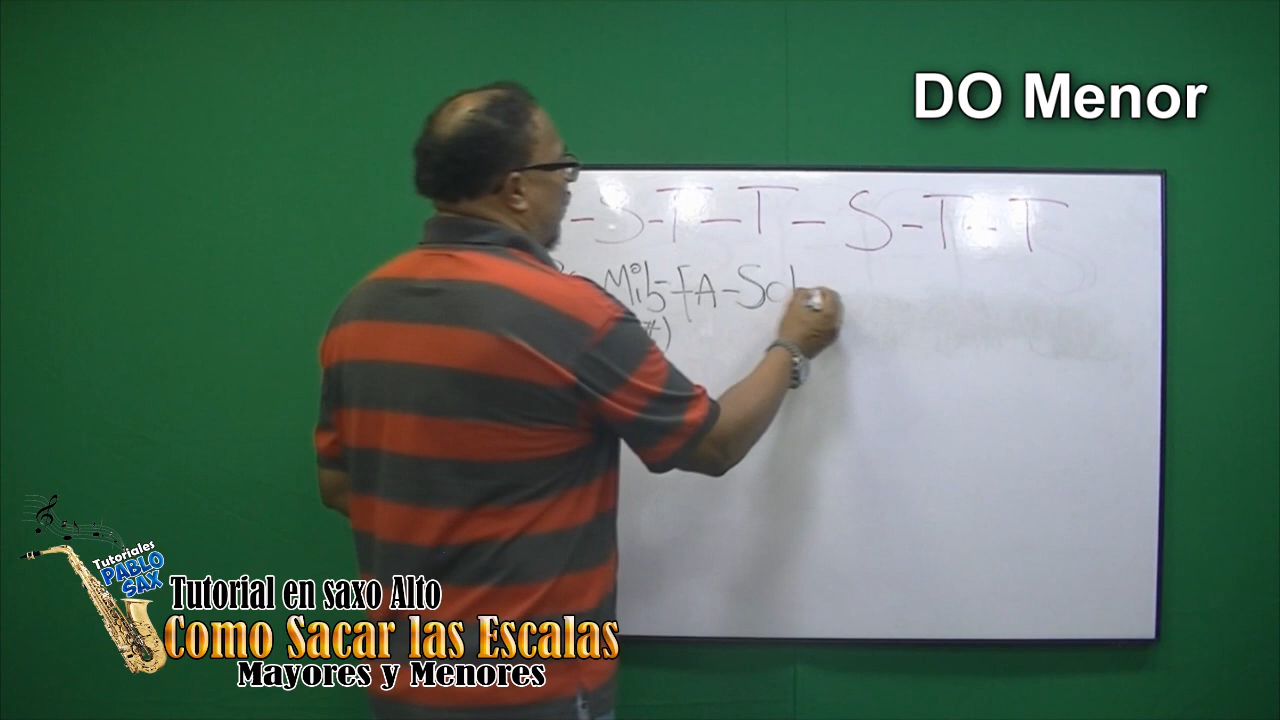 DO Menor
- S - T - T - S - T - T
Mib - FA - Sol
#)
Tutoriales
PABLO
SAX
Tutorial en saxo Alto
Como Sacar las Escalas
Mayores y Menores